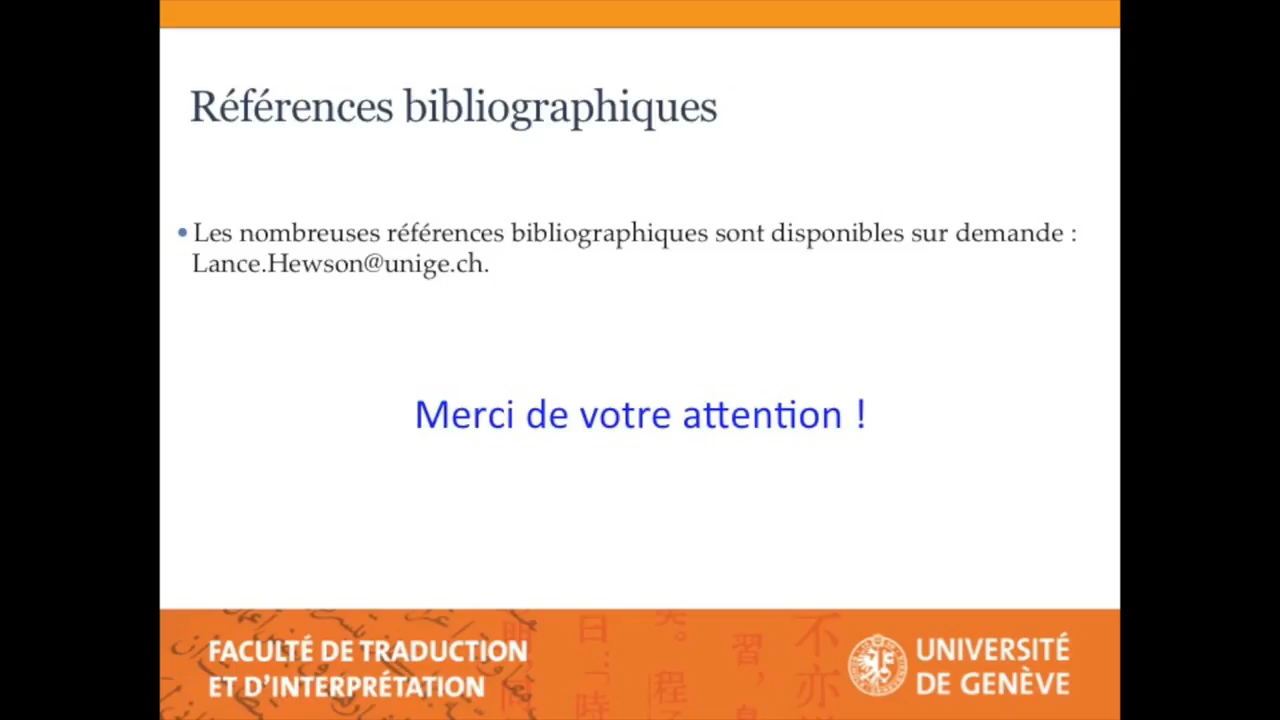 Références bibliographiques
• Les nombreuses références bibliographiques sont disponibles sur demande :
Lance.Hewson@unige.ch.
Merci de votre attention !
FACULTÉ DE TRADUCTION
ET D'INTERPRÉTATION
UNIVERSITÉ
DE GENÈVE